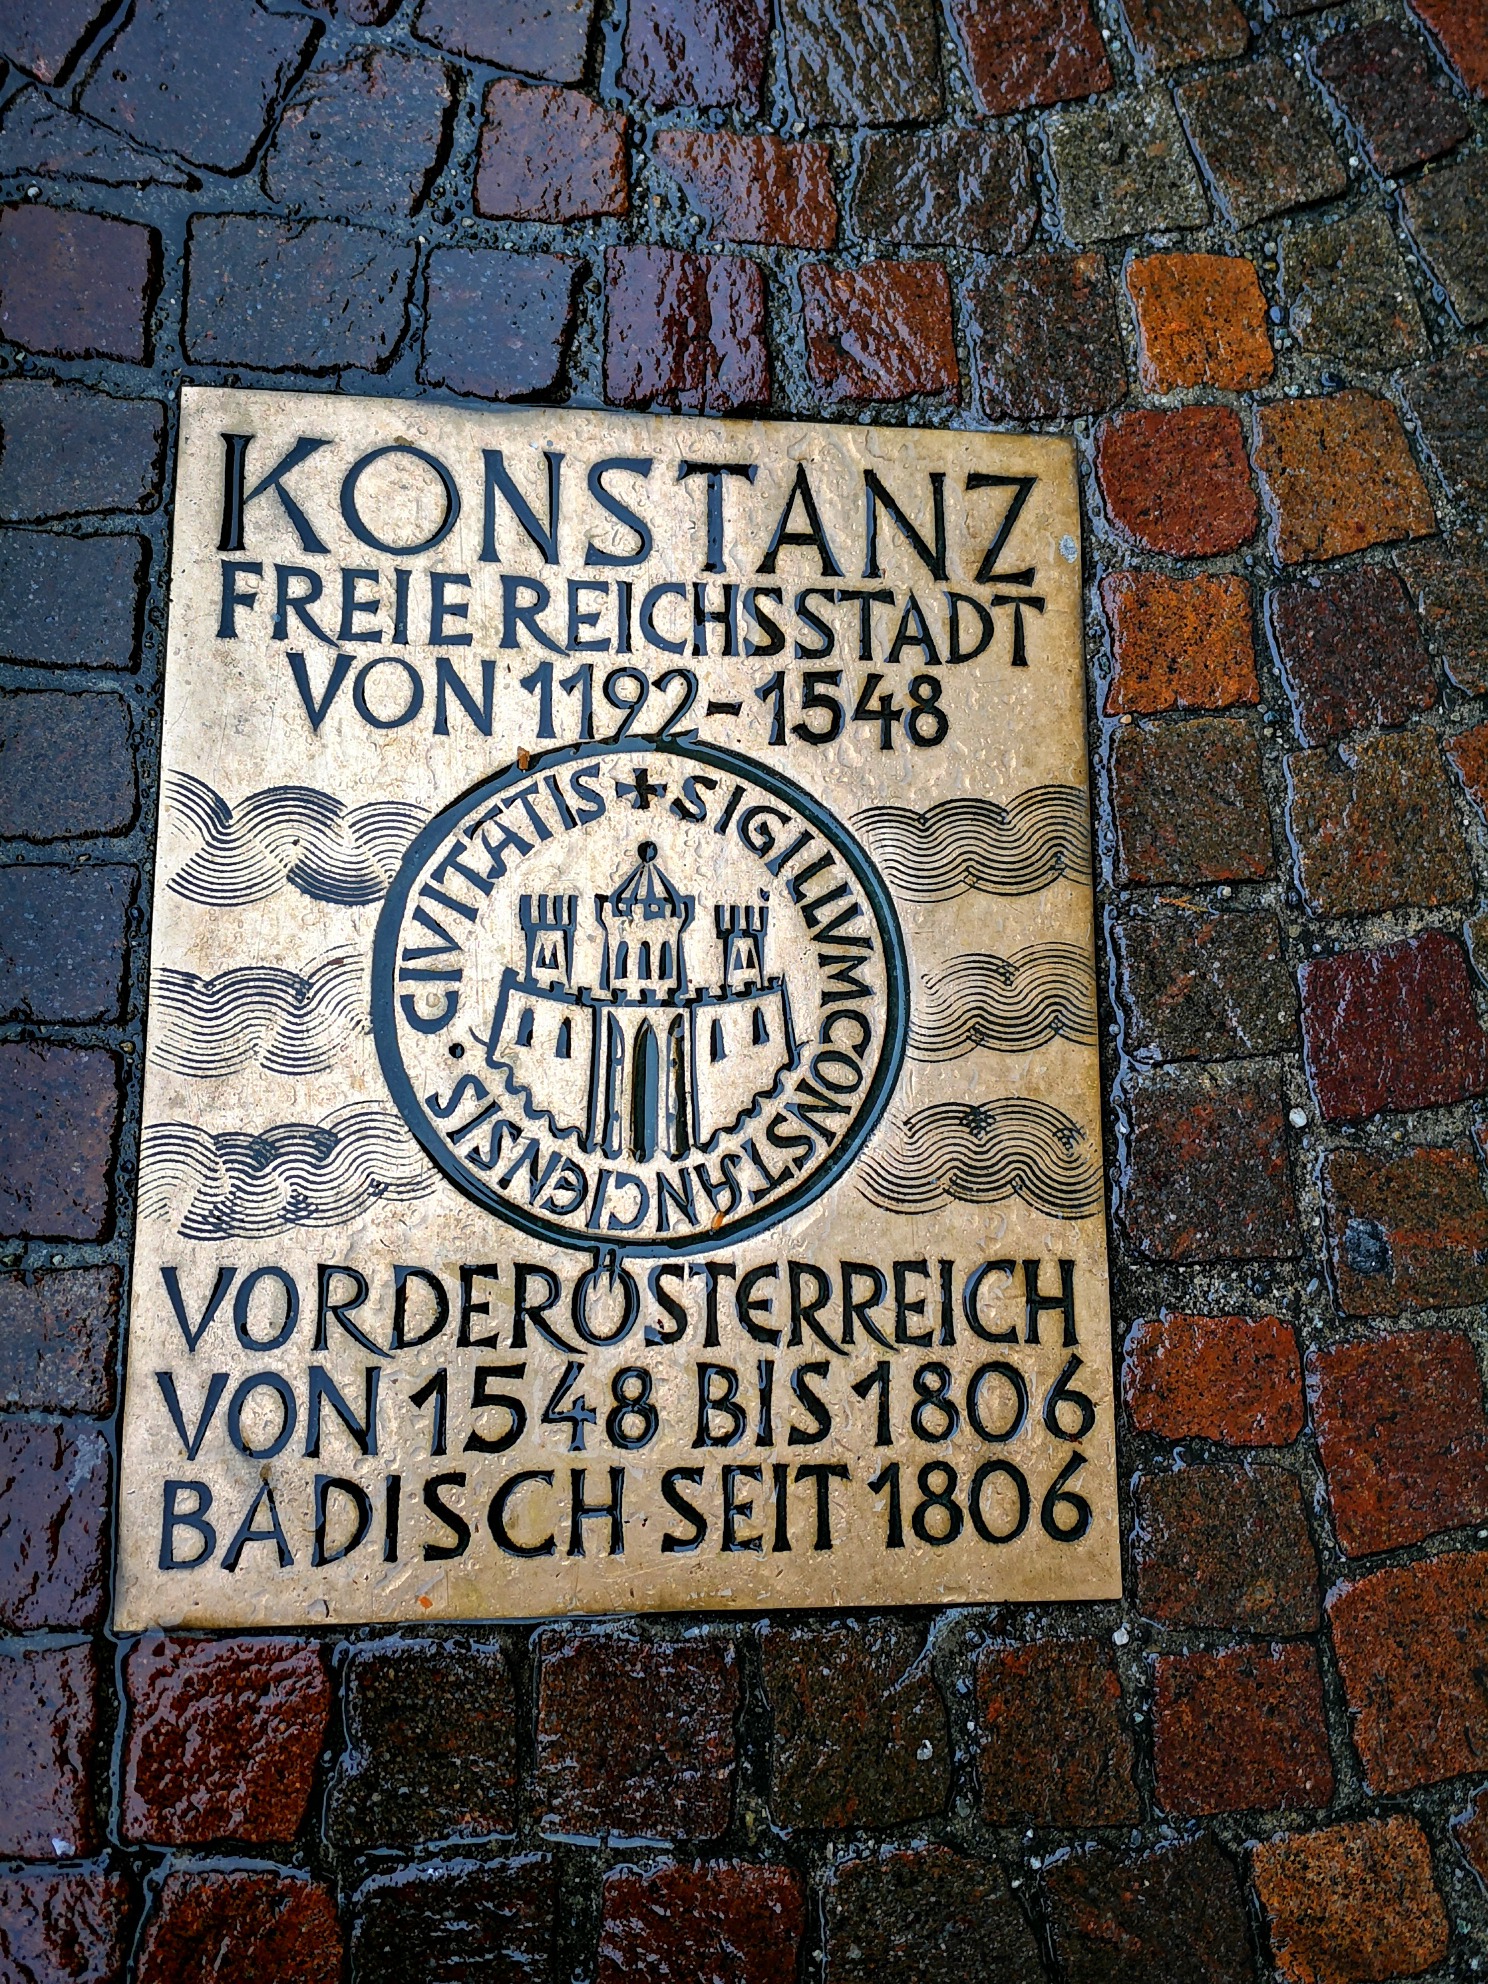 KONSTANZ
FREIE REICHSSTADT
VON 1192-1548
+ SIGILLVM CONSTANCIENSIS · CIVITATIS
VORDERÖSTERREICH
VON 1548 BIS 1806
BADISCH SEIT 1806